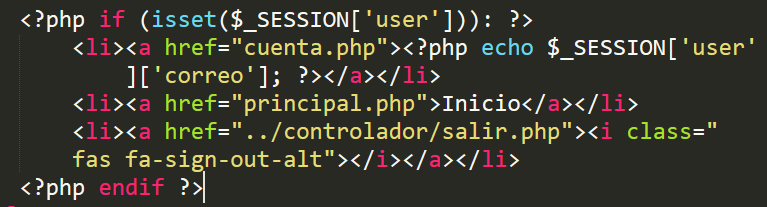 <?php if (isset($_SESSION['user'])): ?>
<li><a href="cuenta.php"><?php echo $_SESSION['user'
]['correo']; ?></a></li>
<li><a href="principal.php">Inicio</a></li>
<li><a href="../controlador/salir.php"><i class="
fas fa-sign-out-alt"></i></a></li>
<?php endif ?>